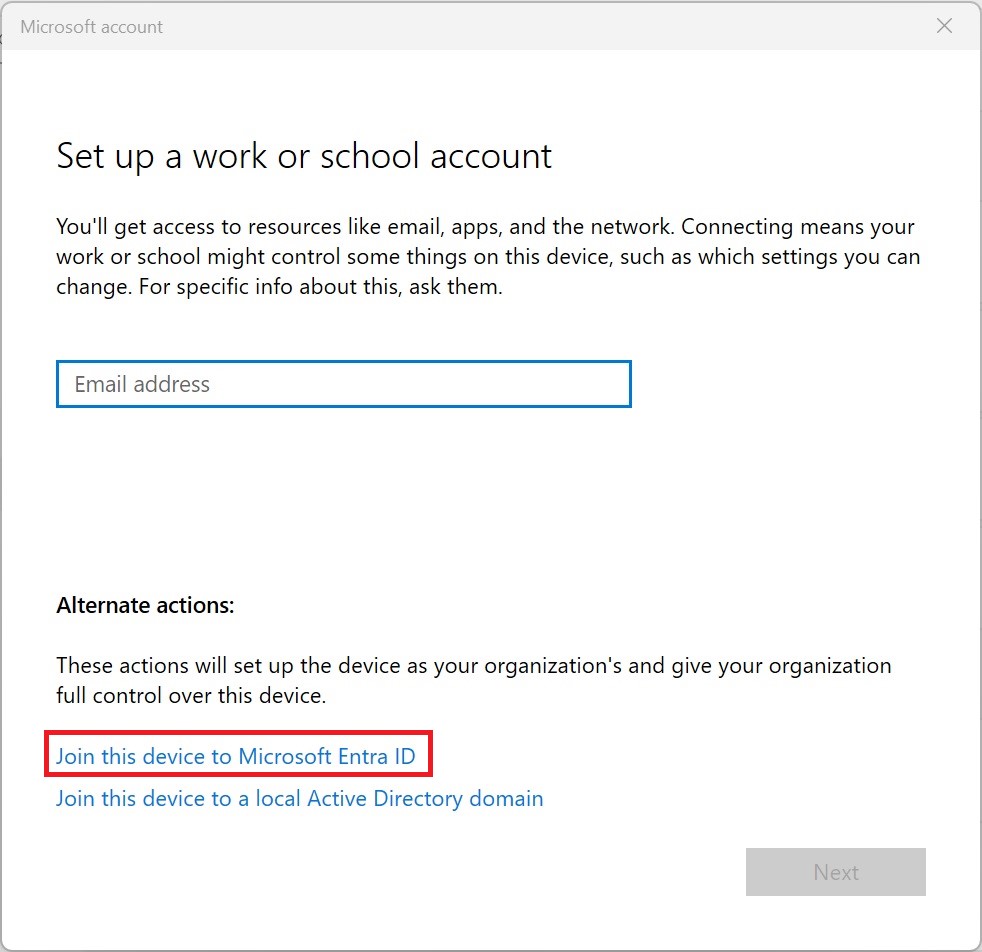 Microsoft account
Set up a work or school account
You'll get access to resources like email, apps, and the network. Connecting means your
work or school might control some things on this device, such as which settings you can
change. For specific info about this, ask them.
Email address
Alternate actions:
These actions will set up the device as your organization's and give your organization
full control over this device.
Join this device to Microsoft Entra ID
Join this device to a local Active Directory domain
Next